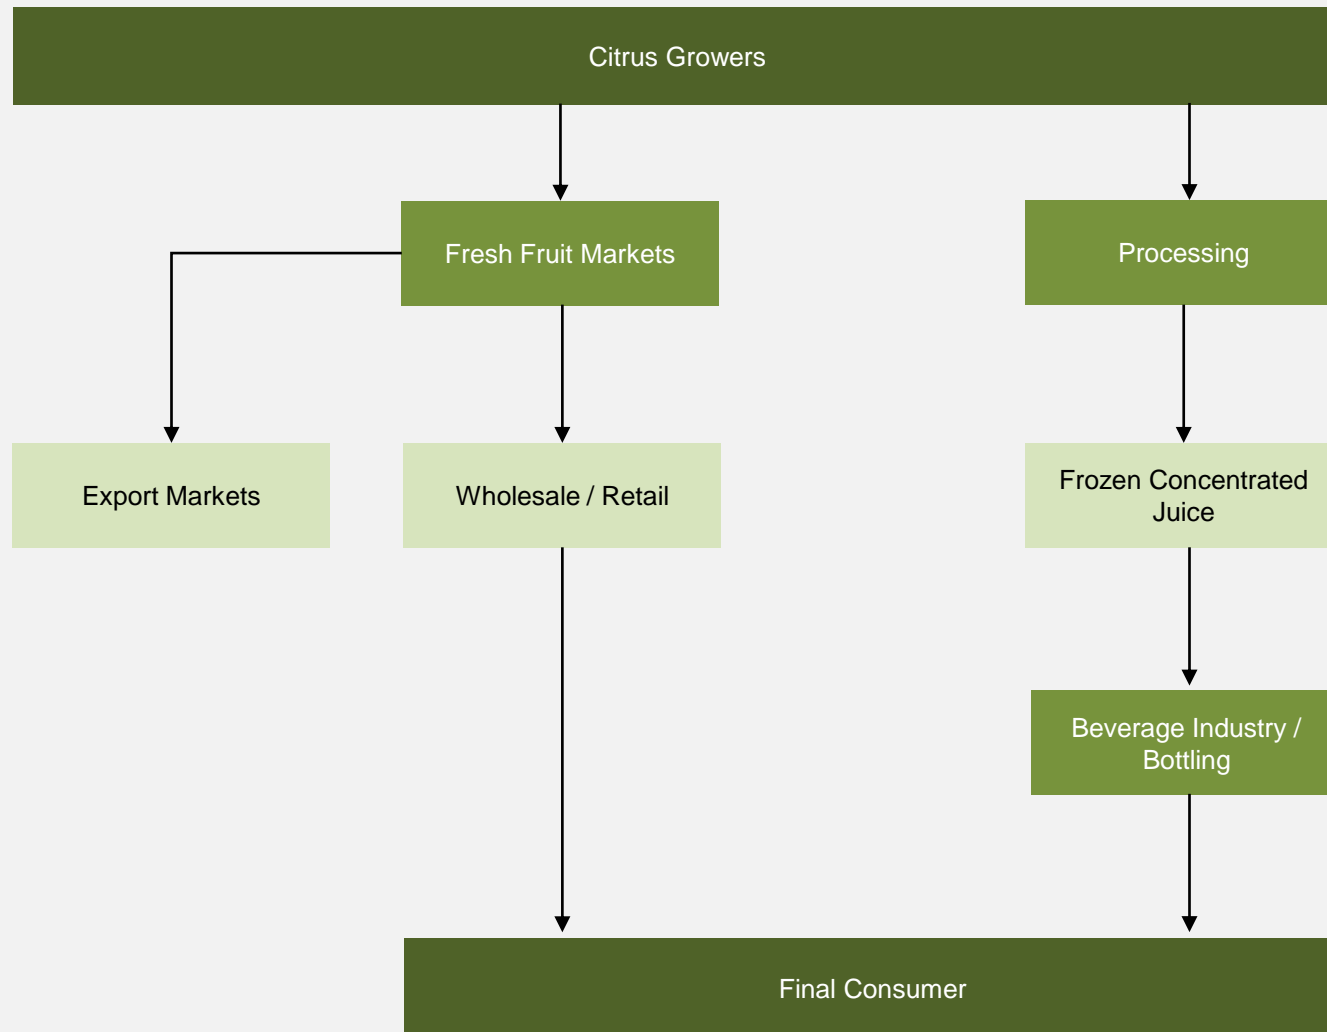 Citrus Growers
Fresh Fruit Markets
Processing
Export Markets
Wholesale / Retail
Frozen Concentrated
Juice
Beverage Industry /
Bottling
Final Consumer